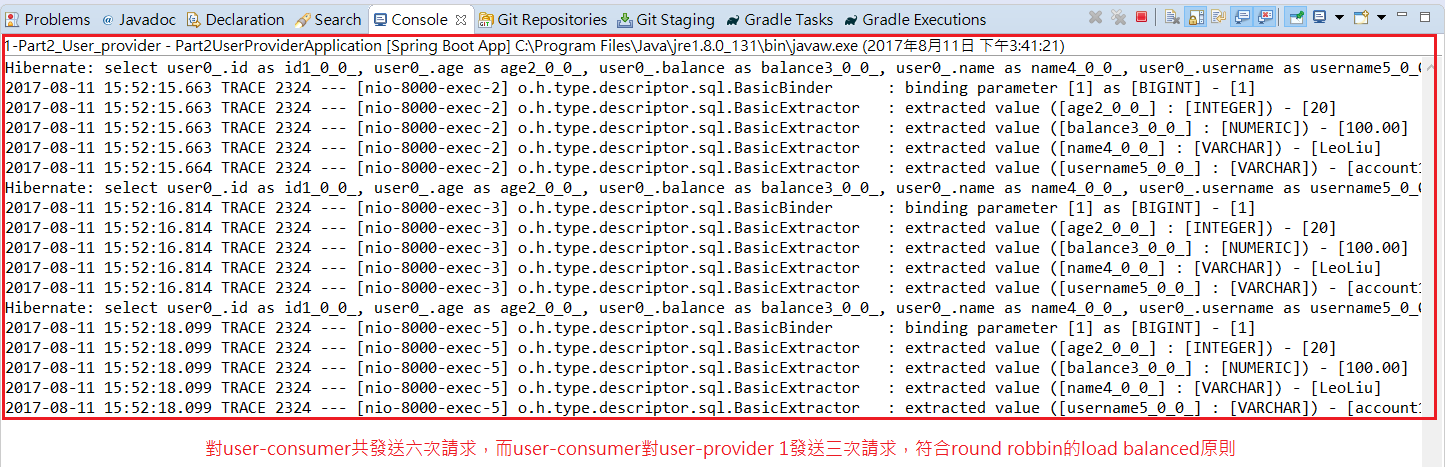 Problems @ Javadoc Declaration Search Console Git Repositories Git Staging Gradle Tasks Gradle Executions
1-Part2_User_provider - Part2UserProviderApplication [Spring Boot App] C:\Program Files\Java\jre1.8.0_131\bin\javaw.exe (2017年8月11日 下午3:41:21)
Hibernate: select user0_.id as id1_0_0_, user0_.age as age2_0_0_, user0_.balance as balance3_0_0_, user0_.name as name4_0_0_, user0_.username as username5_0_0
2017-08-11 15:52:15.663 TRACE 2324 --- [nio-8000-exec-2] o.h.type.descriptor.sql.BasicBinder : binding parameter [1] as [BIGINT] - [1]
2017-08-11 15:52:15.663 TRACE 2324 --- [nio-8000-exec-2] o.h.type.descriptor.sql.BasicExtractor : extracted value ([age2_0_0_] : [INTEGER]) - [20]
2017-08-11 15:52:15.663 TRACE 2324 --- [nio-8000-exec-2] o.h.type.descriptor.sql.BasicExtractor : extracted value ([balance3_0_0_] : [NUMERIC]) - [100.00]
2017-08-11 15:52:15.663 TRACE 2324 --- [nio-8000-exec-2] o.h.type.descriptor.sql.BasicExtractor : extracted value ([name4_0_0_] : [VARCHAR]) - [LeoLiu]
2017-08-11 15:52:15.664 TRACE 2324 --- [nio-8000-exec-2] o.h.type.descriptor.sql.BasicExtractor : extracted value ([username5_0_0_] : [VARCHAR]) - [account1
Hibernate: select user0_.id as id1_0_0_, user0_.age as age2_0_0_, user0_.balance as balance3_0_0_, user0_.name as name4_0_0_, user0_.username as username5_0_0
2017-08-11 15:52:16.814 TRACE 2324 --- [nio-8000-exec-3] o.h.type.descriptor.sql.BasicBinder : binding parameter [1] as [BIGINT] - [1]
2017-08-11 15:52:16.814 TRACE 2324 --- [nio-8000-exec-3] o.h.type.descriptor.sql.BasicExtractor : extracted value ([age2_0_0_] : [INTEGER]) - [20]
2017-08-11 15:52:16.814 TRACE 2324 --- [nio-8000-exec-3] o.h.type.descriptor.sql.BasicExtractor : extracted value ([balance3_0_0_] : [NUMERIC]) - [100.00]
2017-08-11 15:52:16.814 TRACE 2324 --- [nio-8000-exec-3] o.h.type.descriptor.sql.BasicExtractor : extracted value ([name4_0_0_] : [VARCHAR]) - [LeoLiu]
2017-08-11 15:52:16.814 TRACE 2324 --- [nio-8000-exec-3] o.h.type.descriptor.sql.BasicExtractor : extracted value ([username5_0_0_] : [VARCHAR]) - [account1
Hibernate: select user0_.id as id1_0_0_, user0_.age as age2_0_0_, user0_.balance as balance3_0_0_, user0_.name as name4_0_0_, user0_.username as username5_0_0
2017-08-11 15:52:18.099 TRACE 2324 --- [nio-8000-exec-5] o.h.type.descriptor.sql.BasicBinder : binding parameter [1] as [BIGINT] - [1]
2017-08-11 15:52:18.099 TRACE 2324 --- [nio-8000-exec-5] o.h.type.descriptor.sql.BasicExtractor : extracted value ([age2_0_0_] : [INTEGER]) - [20]
2017-08-11 15:52:18.099 TRACE 2324 --- [nio-8000-exec-5] o.h.type.descriptor.sql.BasicExtractor : extracted value ([balance3_0_0_] : [NUMERIC]) - [100.00]
2017-08-11 15:52:18.099 TRACE 2324 --- [nio-8000-exec-5] o.h.type.descriptor.sql.BasicExtractor : extracted value ([name4_0_0_] : [VARCHAR]) - [LeoLiu]
2017-08-11 15:52:18.099 TRACE 2324 --- [nio-8000-exec-5] o.h.type.descriptor.sql.BasicExtractor : extracted value ([username5_0_0_] : [VARCHAR]) - [account1
對user-consumer共發送六次請求，而user-consumer對user-provider 1發送三次請求，符合round robbin的load balanced原則